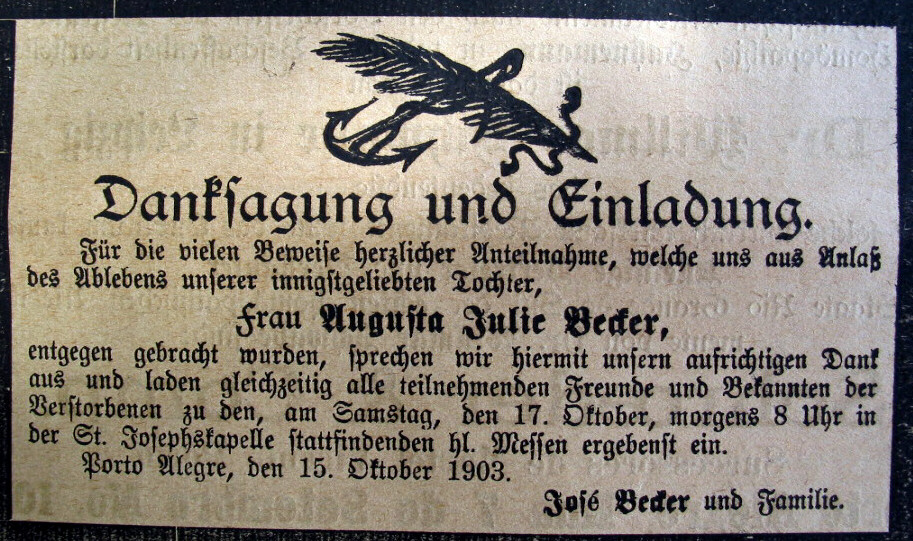 Danksagung und Einladung.
Für die vielen Beweise herzlicher Anteilnahme, welche uns aus Anlaß
des Ablebens unserer innigstgeliebten Tochter,
Frau Augusta Julie Becker,
entgegen gebracht wurden, sprechen wir hiermit unsern aufrichtigen Dank
aus und laden gleichzeitig alle teilnehmenden Freunde und Bekannten der
Verstorbenen zu den, am Samstag, den 17. Oktober, morgens 8 Uhr in
der St. Josephskapelle stattfindenden hl. Messen ergebenst ein.
Porto Alegre, den 15. Oktober 1903.
José Becker und Familie.